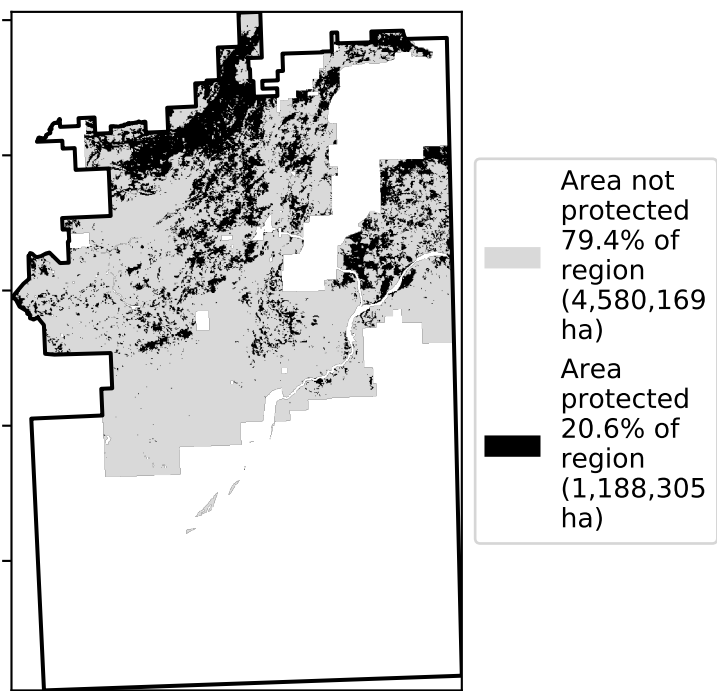 Area not
protected
79.4% of
region
(4,580,169
ha)
Area
protected
20.6% of
region
(1,188,305
ha)